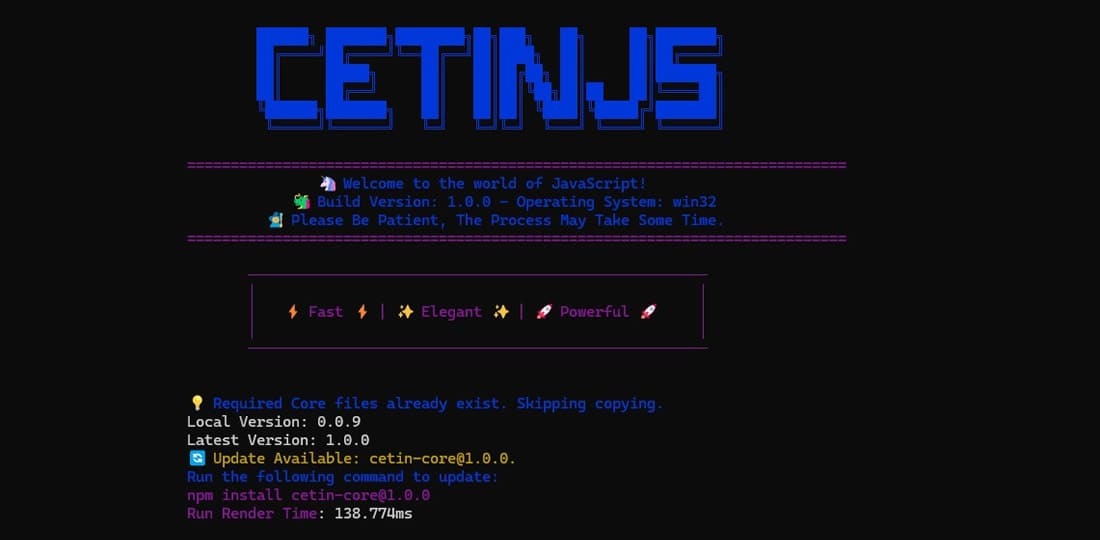 CETINJS
========================================================================
🦄 Welcome to the world of JavaScript!
🐲 Build Version: 1.0.0 - Operating System: win32
Please Be Patient, The Process May Take Some Time.
========================================================================
⚡ Fast ⚡ | ✨ Elegant ✨ | 🚀 Powerful 🚀
💡 Required Core files already exist. Skipping copying.
Local Version: 0.0.9
Latest Version: 1.0.0
🔄 Update Available: cetin-core@1.0.0.
Run the following command to update:
npm install cetin-core@1.0.0
Run Render Time: 138.774ms